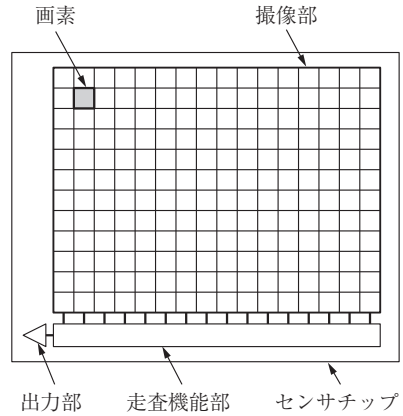 画素
撮像部
出力部
走査機能部
センサチップ